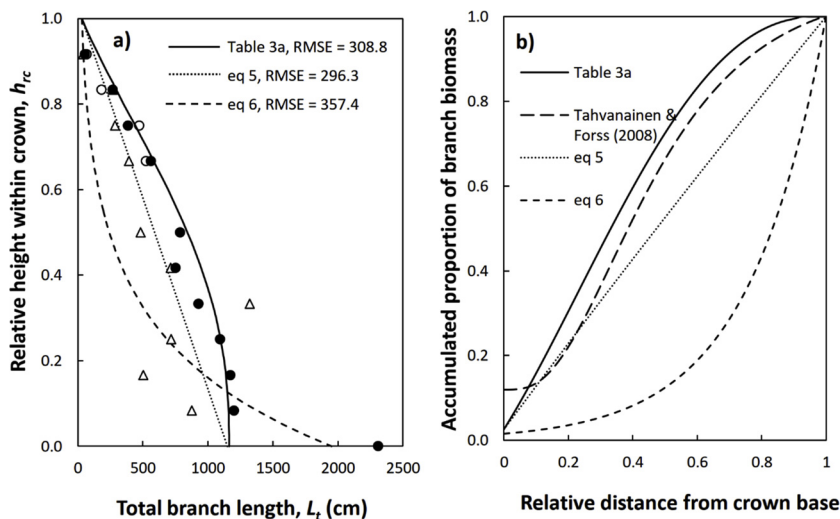 a)
Table 3a, RMSE = 308.8
eq 5, RMSE = 296.3
eq 6, RMSE = 357.4
Relative height within crown, hrc
1.0
0.8
0.6
0.4
0.2
0.0
0
500
1000
1500
2000
2500
Total branch length, Lt (cm)
b)
Table 3a
Tahvanainen &
Forss (2008)
eq 5
eq 6
Accumulated proportion of branch biomass
1.0
0.8
0.6
0.4
0.2
0.0
0
0.2
0.4
0.6
0.8
1
Relative distance from crown base